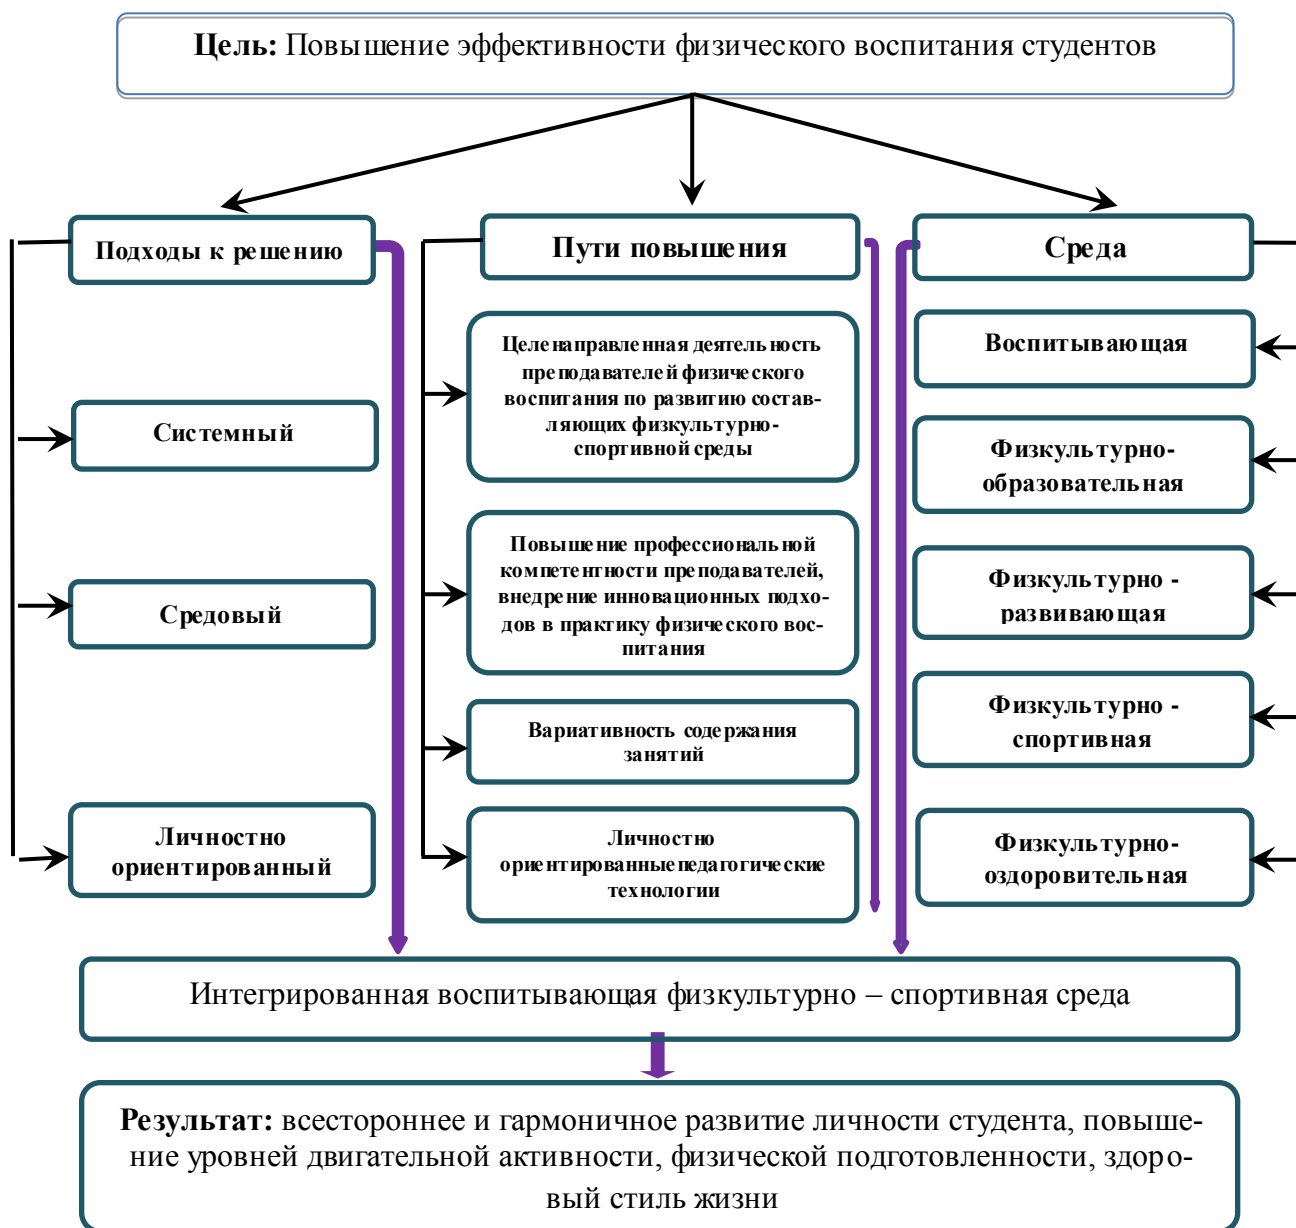 Цель: Повышение эффективности физического воспитания студентов
Подходы к решению
Системный
Средовый
Личностно
ориентированный
Пути повышения
Целенаправленная деятельность
преподавателей физического
воспитания по развитию состав-
ляющих физкультурно-
спортивной среды
Повышение профессиональной
компетентности преподавателей,
внедрение инновационных подхо-
дов в практику физического вос-
питания
Вариативность содержания
занятий
Личностно
ориентированные педагогические
технологии
Среда
Воспитывающая
Физкультурно-
образовательная
Физкультурно -
развивающая
Физкультурно -
спортивная
Физкультурно-
оздоровительная
Интегрированная воспитывающая физкультурно – спортивная среда
Результат: всестороннее и гармоничное развитие личности студента, повыше-
ние уровней двигательной активности, физической подготовленности, здоро-
вый стиль жизни